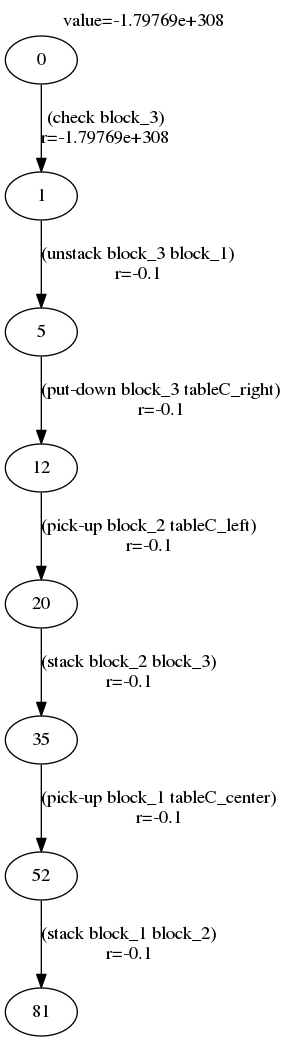 value=-1.79769e+308
0
(check block_3)
r=-1.79769e+308
1
(unstack block_3 block_1)
r=-0.1
5
(put-down block_3 tableC_right)
r=-0.1
12
(pick-up block_2 tableC_left)
r=-0.1
20
(stack block_2 block_3)
r=-0.1
35
(pick-up block_1 tableC_center)
r=-0.1
52
(stack block_1 block_2)
r=-0.1
81